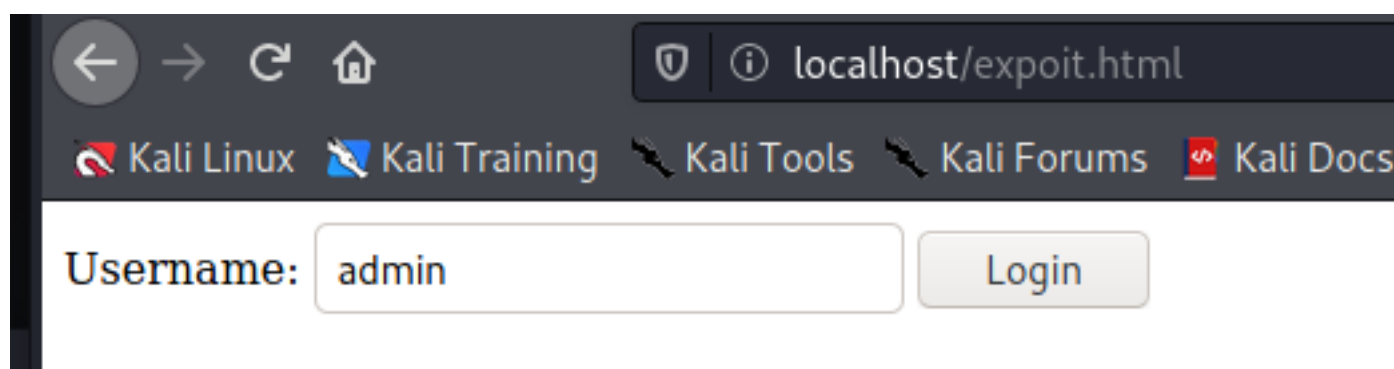 localhost/expoit.html
Kali Linux Kali Training Kali Tools Kali Forums Kali Docs
Username: admin Login